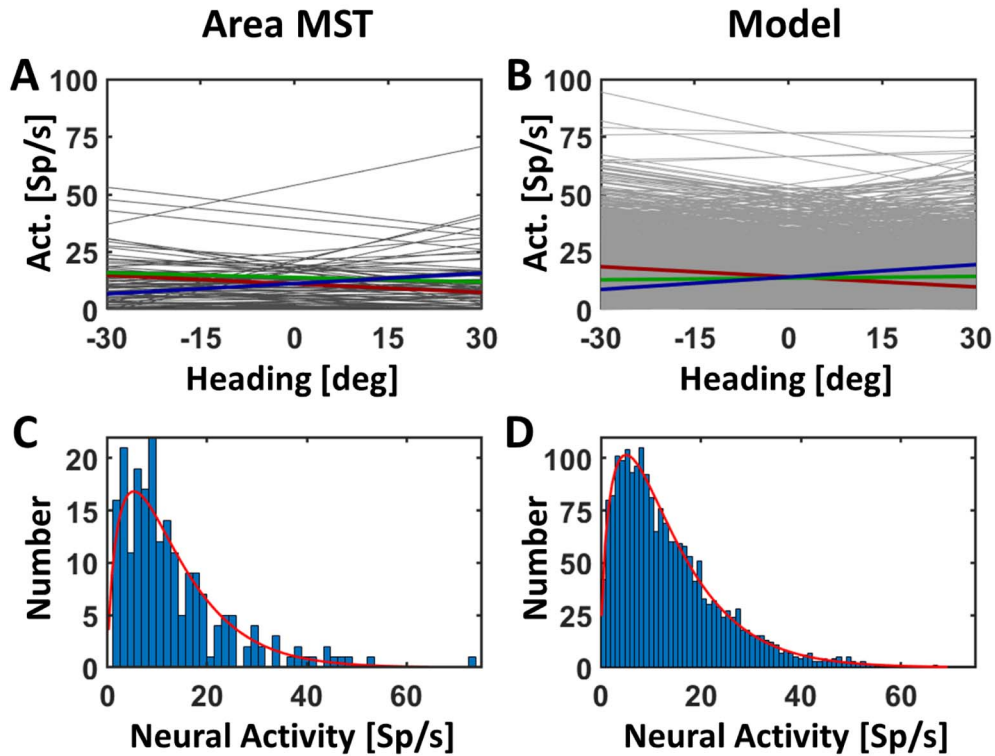 Area MST
Model
A
B
Act. [Sp/s]
100
75
50
25
0
-30
-15
0
15
30
Heading [deg]
Act. [Sp/s]
100
75
50
25
0
-30
-15
0
15
30
Heading [deg]
C
D
Number
20
15
10
5
0
0
20
40
60
Neural Activity [Sp/s]
Number
100
75
50
25
0
0
20
40
60
Neural Activity [Sp/s]